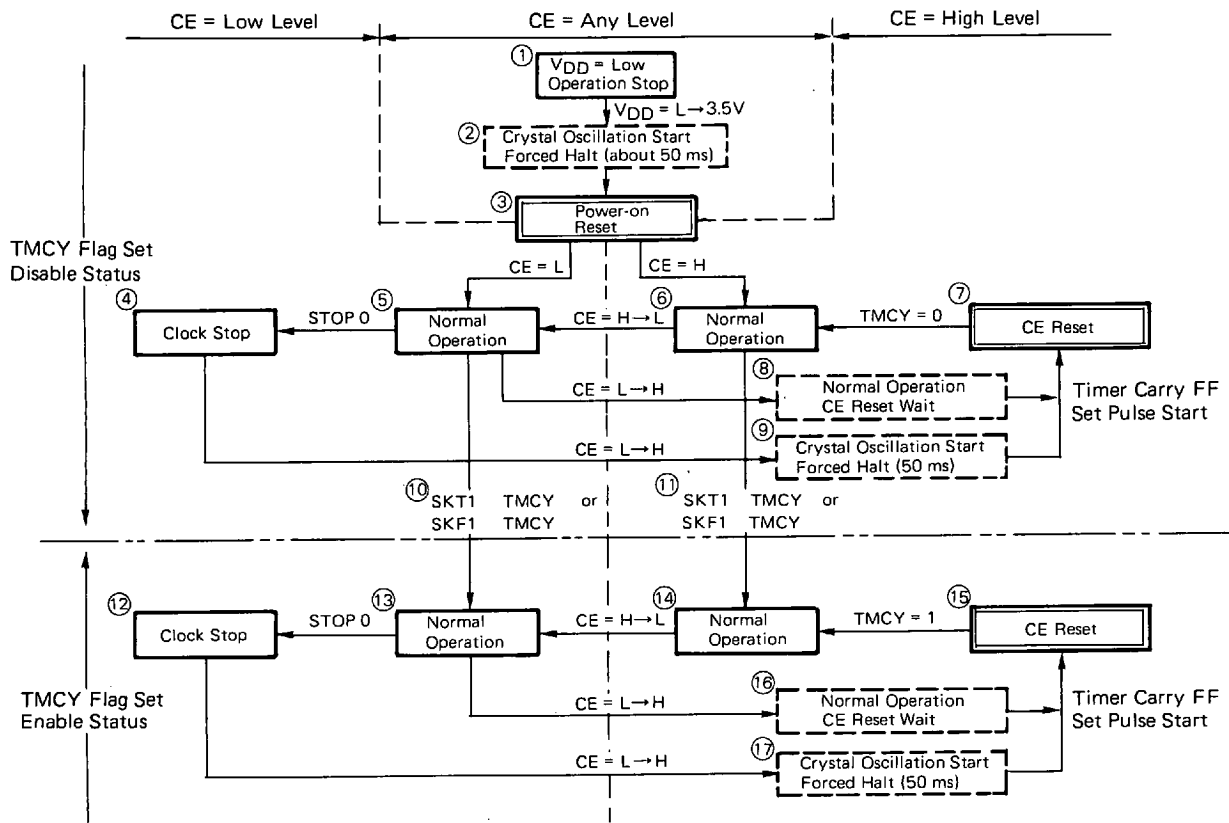 CE = Low Level
CE = Any Level
CE = High Level
①
VDD = Low
Operation Stop
VDD = L→3.5V
②
Crystal Oscillation Start
Forced Halt (about 50 ms)
③
Power-on
Reset
TMCY Flag Set
Disable Status
CE = L
CE = H
④
Clock Stop
STOP 0
⑤
Normal
Operation
CE = H→L
⑥
Normal
Operation
TMCY = 0
⑦
CE Reset
CE = L→H
⑧
Normal Operation
CE Reset Wait
Timer Carry FF
Set Pulse Start
CE = L→H
⑨
Crystal Oscillation Start
Forced Halt (50 ms)
⑩
SKT1 TMCY or
SKF1 TMCY
⑪
SKT1 TMCY or
SKF1 TMCY
⑫
Clock Stop
STOP 0
⑬
Normal
Operation
CE = H→L
⑭
Normal
Operation
TMCY = 1
⑮
CE Reset
TMCY Flag Set
Enable Status
CE = L→H
⑯
Normal Operation
CE Reset Wait
Timer Carry FF
Set Pulse Start
CE = L→H
⑰
Crystal Oscillation Start
Forced Halt (50 ms)